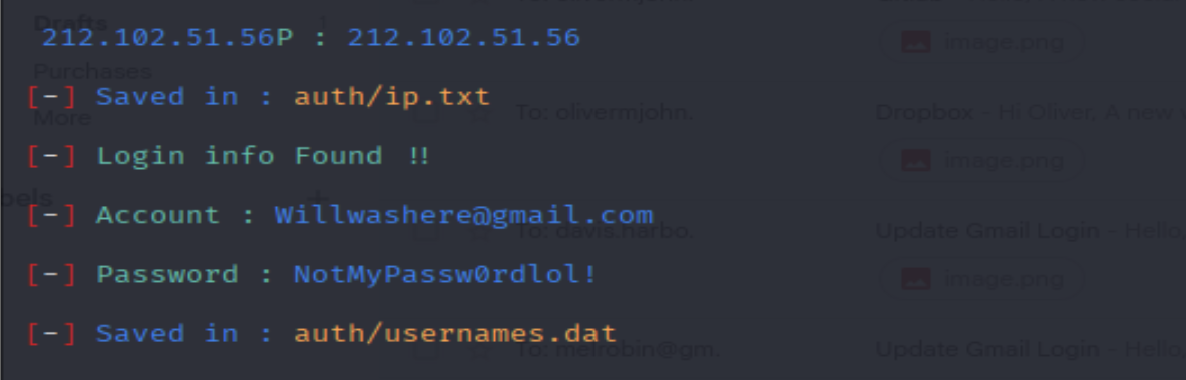 212.102.51.56P : 212.102.51.56
[-] Saved in : auth/ip.txt
[-] Login info Found !!
[-] Account : Willwashere@gmail.com
[-] Password : NotMyPassw0rdlol!
[-] Saved in : auth/usernames.dat
Drafts
Purchases
More
bels
image.png
To: olivermjohn.
Dropbox - Hi Oliver, A new
image.png
To: davis.harbo.
Update Gmail Login - Hello,
image.png
To: melrobin@gm.
Update Gmail Login - Hello,